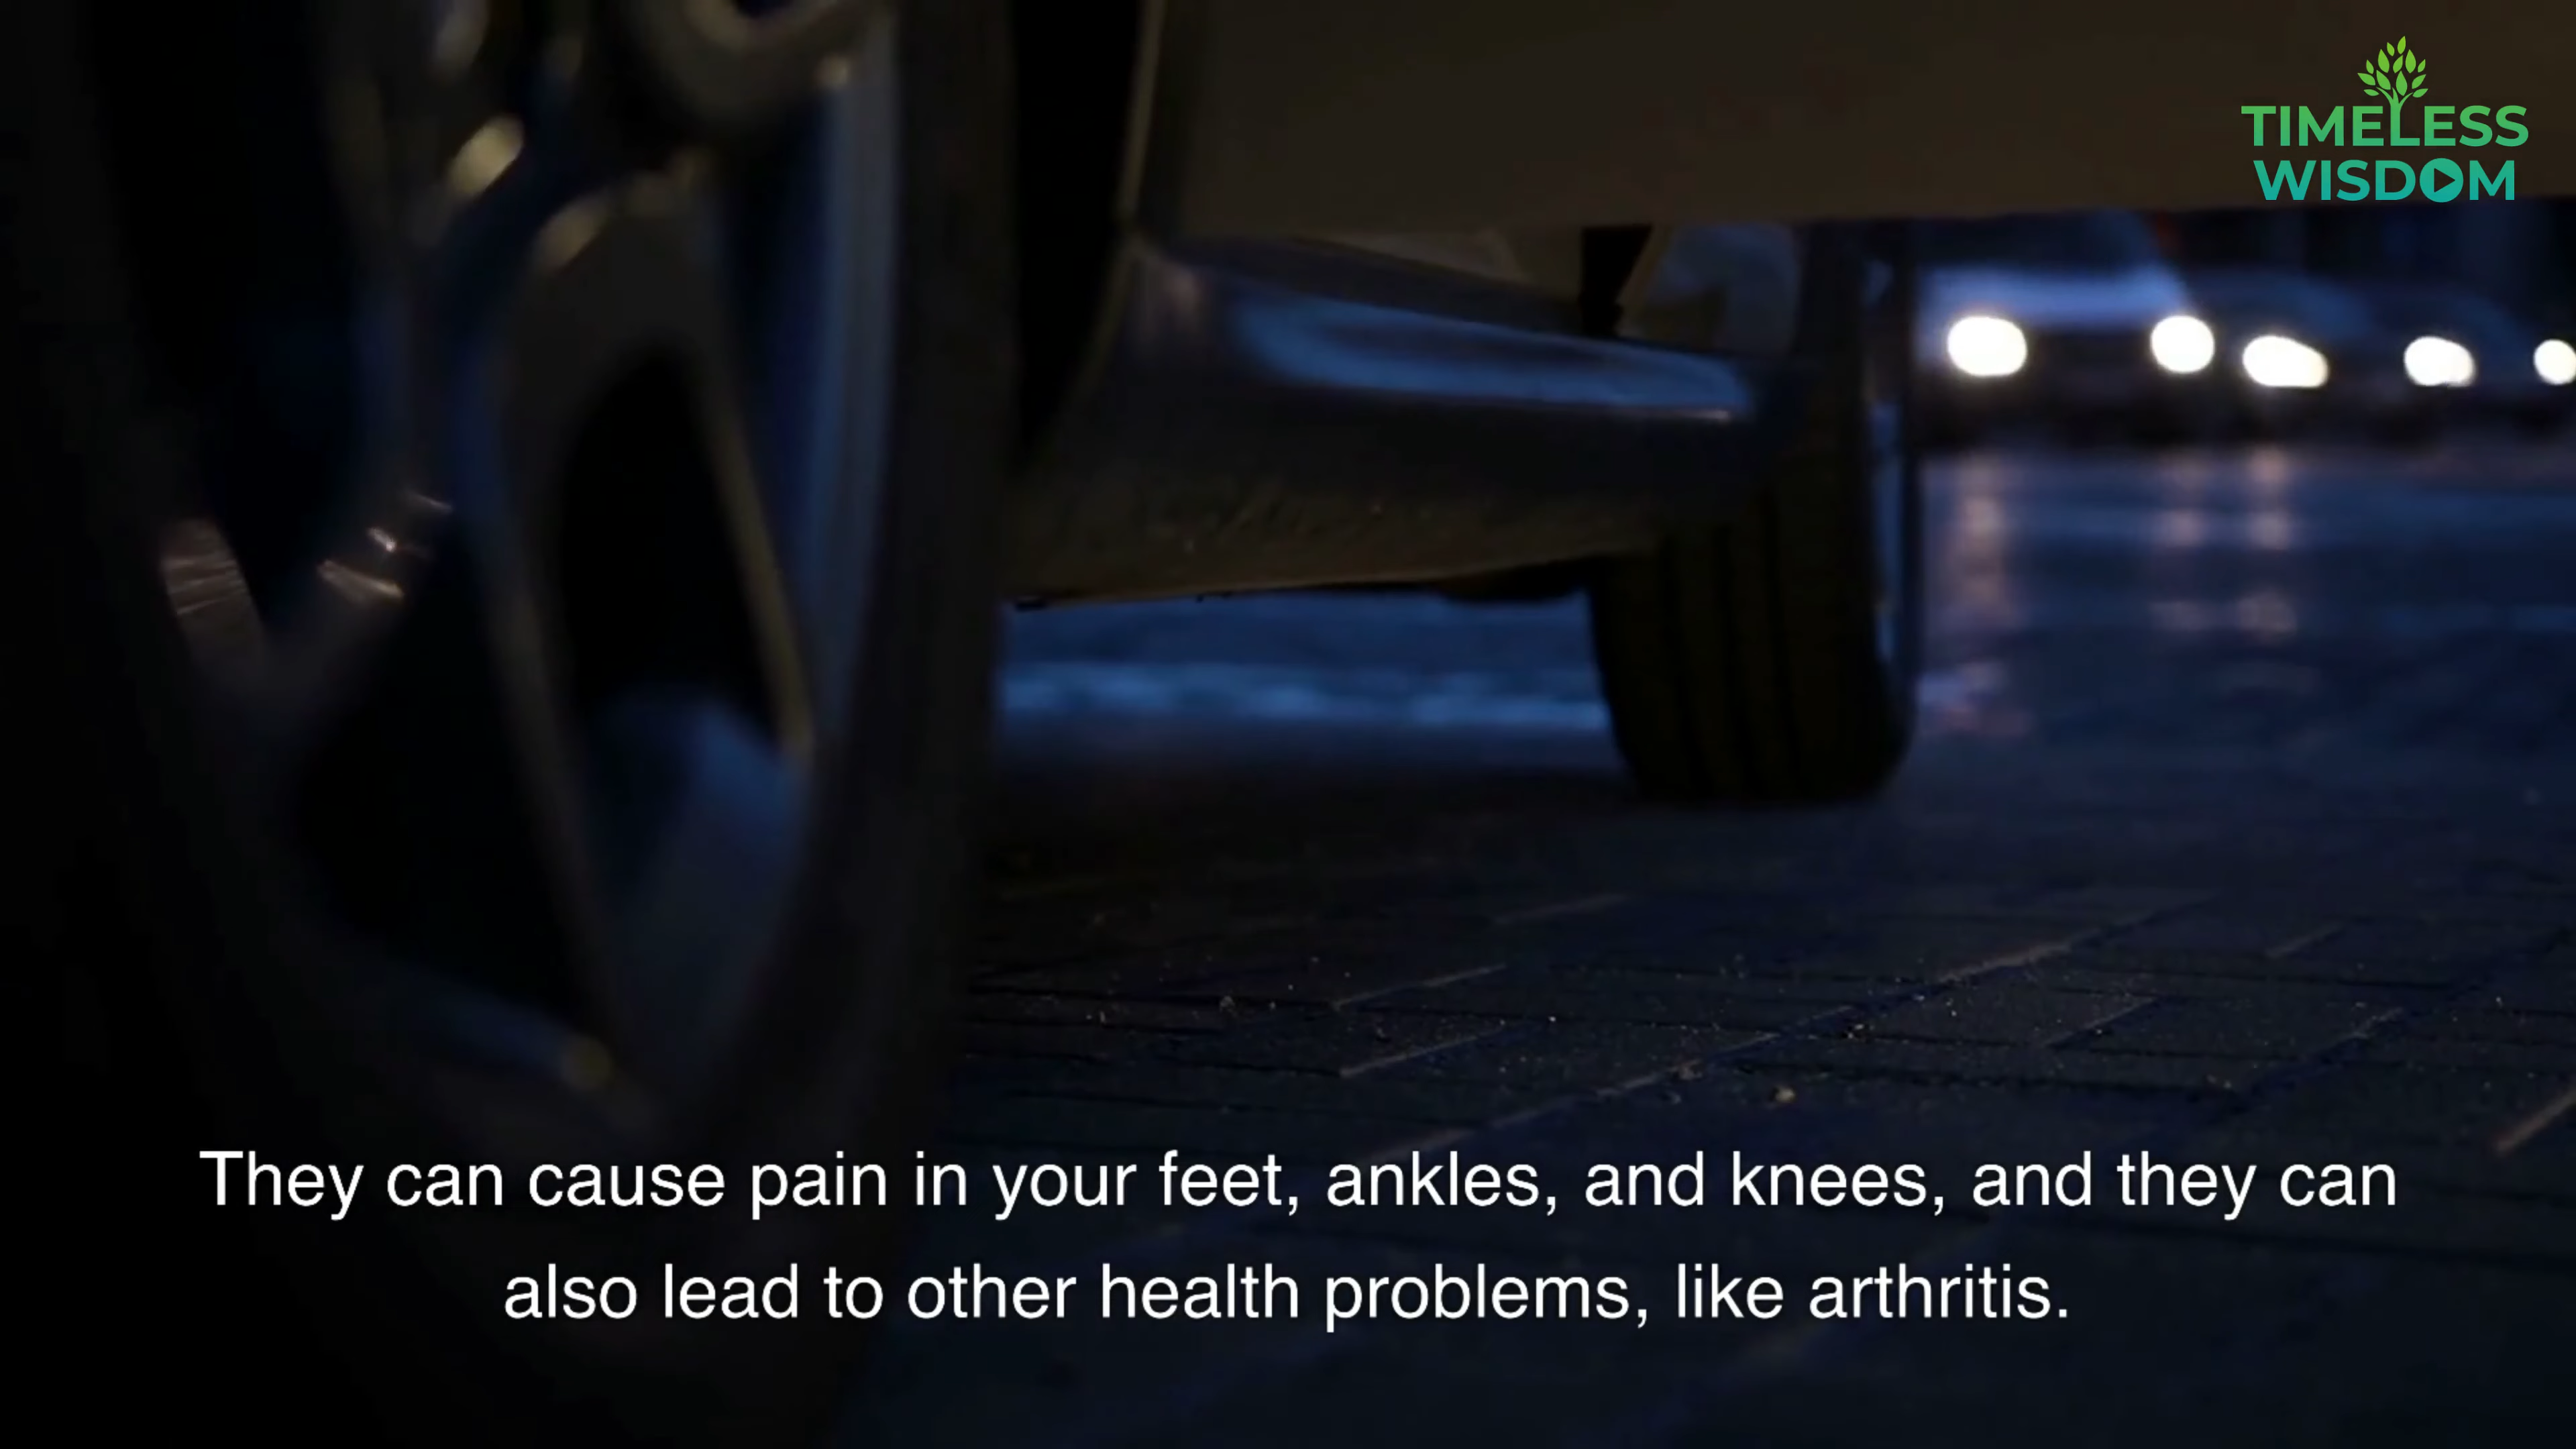 TIMELESS
WISDOM
They can cause pain in your feet, ankles, and knees, and they can
also lead to other health problems, like arthritis.